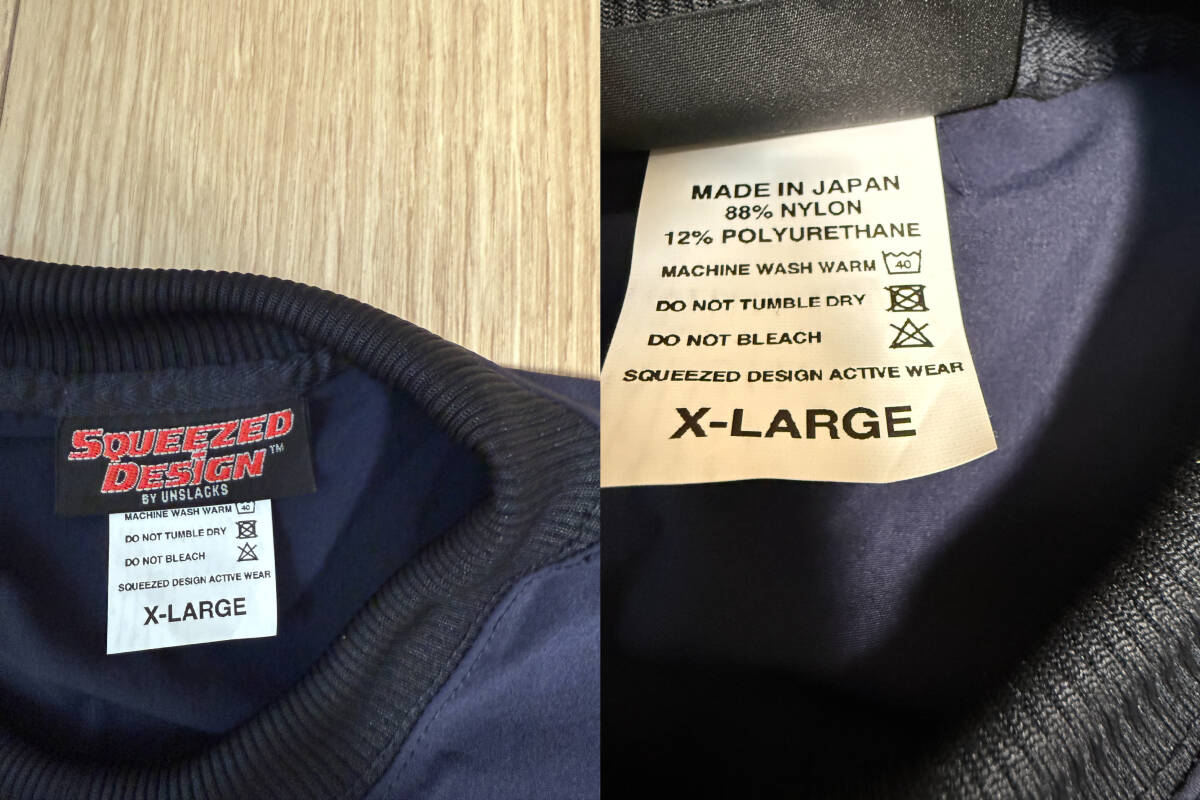 SQUEEZED
DESIGN™
BY UNSLACKS
MACHINE WASH WARM 40
DO NOT TUMBLE DRY
DO NOT BLEACH
SQUEEZED DESIGN ACTIVE WEAR
X-LARGE
MADE IN JAPAN
88% NYLON
12% POLYURETHANE
MACHINE WASH WARM 40
DO NOT TUMBLE DRY
DO NOT BLEACH
SQUEEZED DESIGN ACTIVE WEAR
X-LARGE